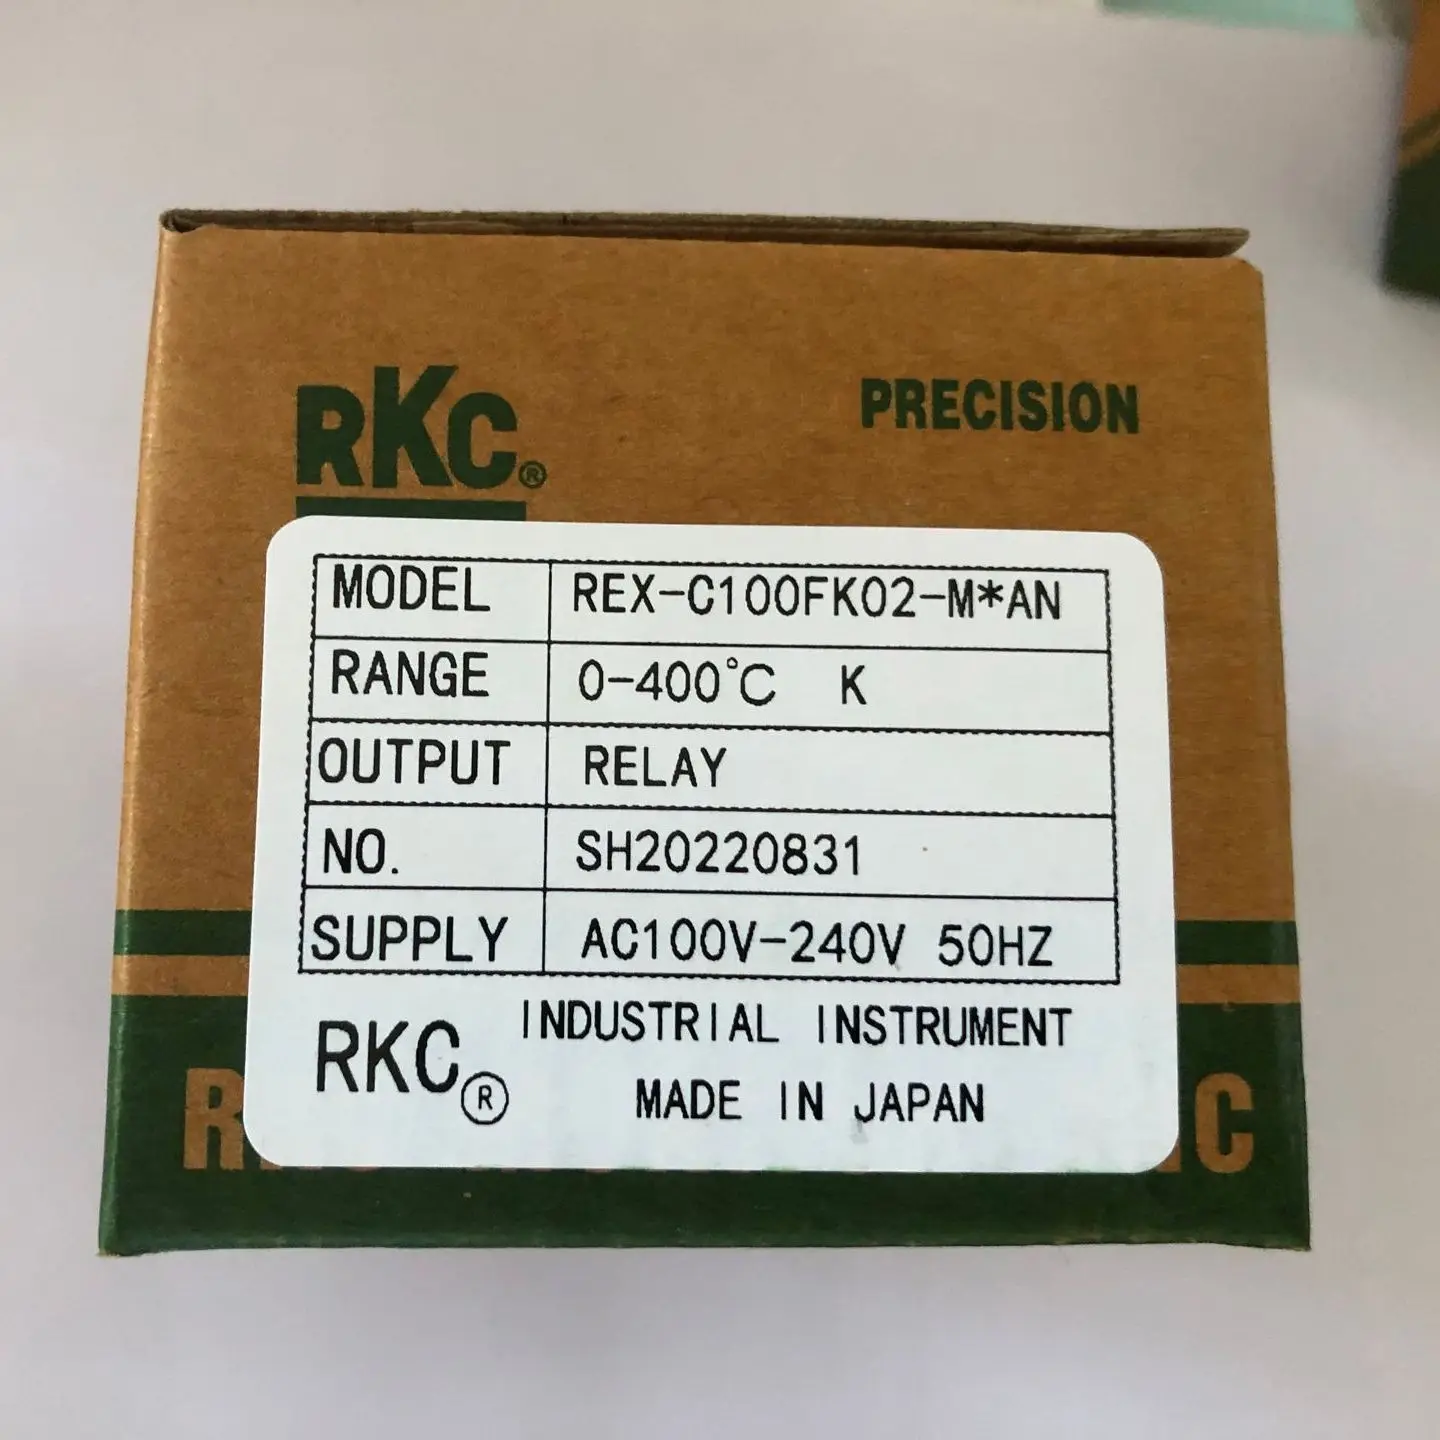 RKC® PRECISION
MODEL REX-C100FK02-M*AN
RANGE 0-400℃ K
OUTPUT RELAY
NO. SH20220831
SUPPLY AC100V-240V 50HZ
RKC® INDUSTRIAL INSTRUMENT
MADE IN JAPAN